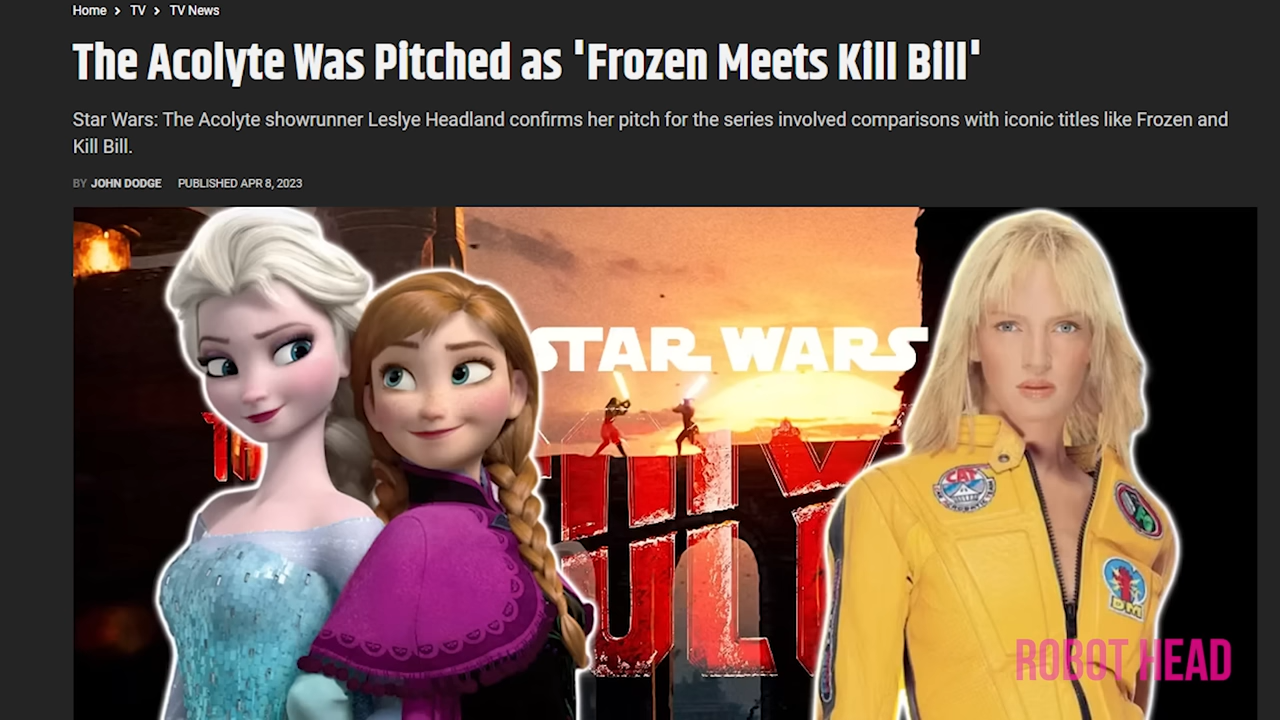 Home > TV > TV News
The Acolyte Was Pitched as 'Frozen Meets Kill Bill'
Star Wars: The Acolyte showrunner Leslye Headland confirms her pitch for the series involved comparisons with iconic titles like Frozen and
Kill Bill.
BY JOHN DODGE PUBLISHED APR 8, 2023
STAR WARS
CAT
DM
ROBOT HEAD